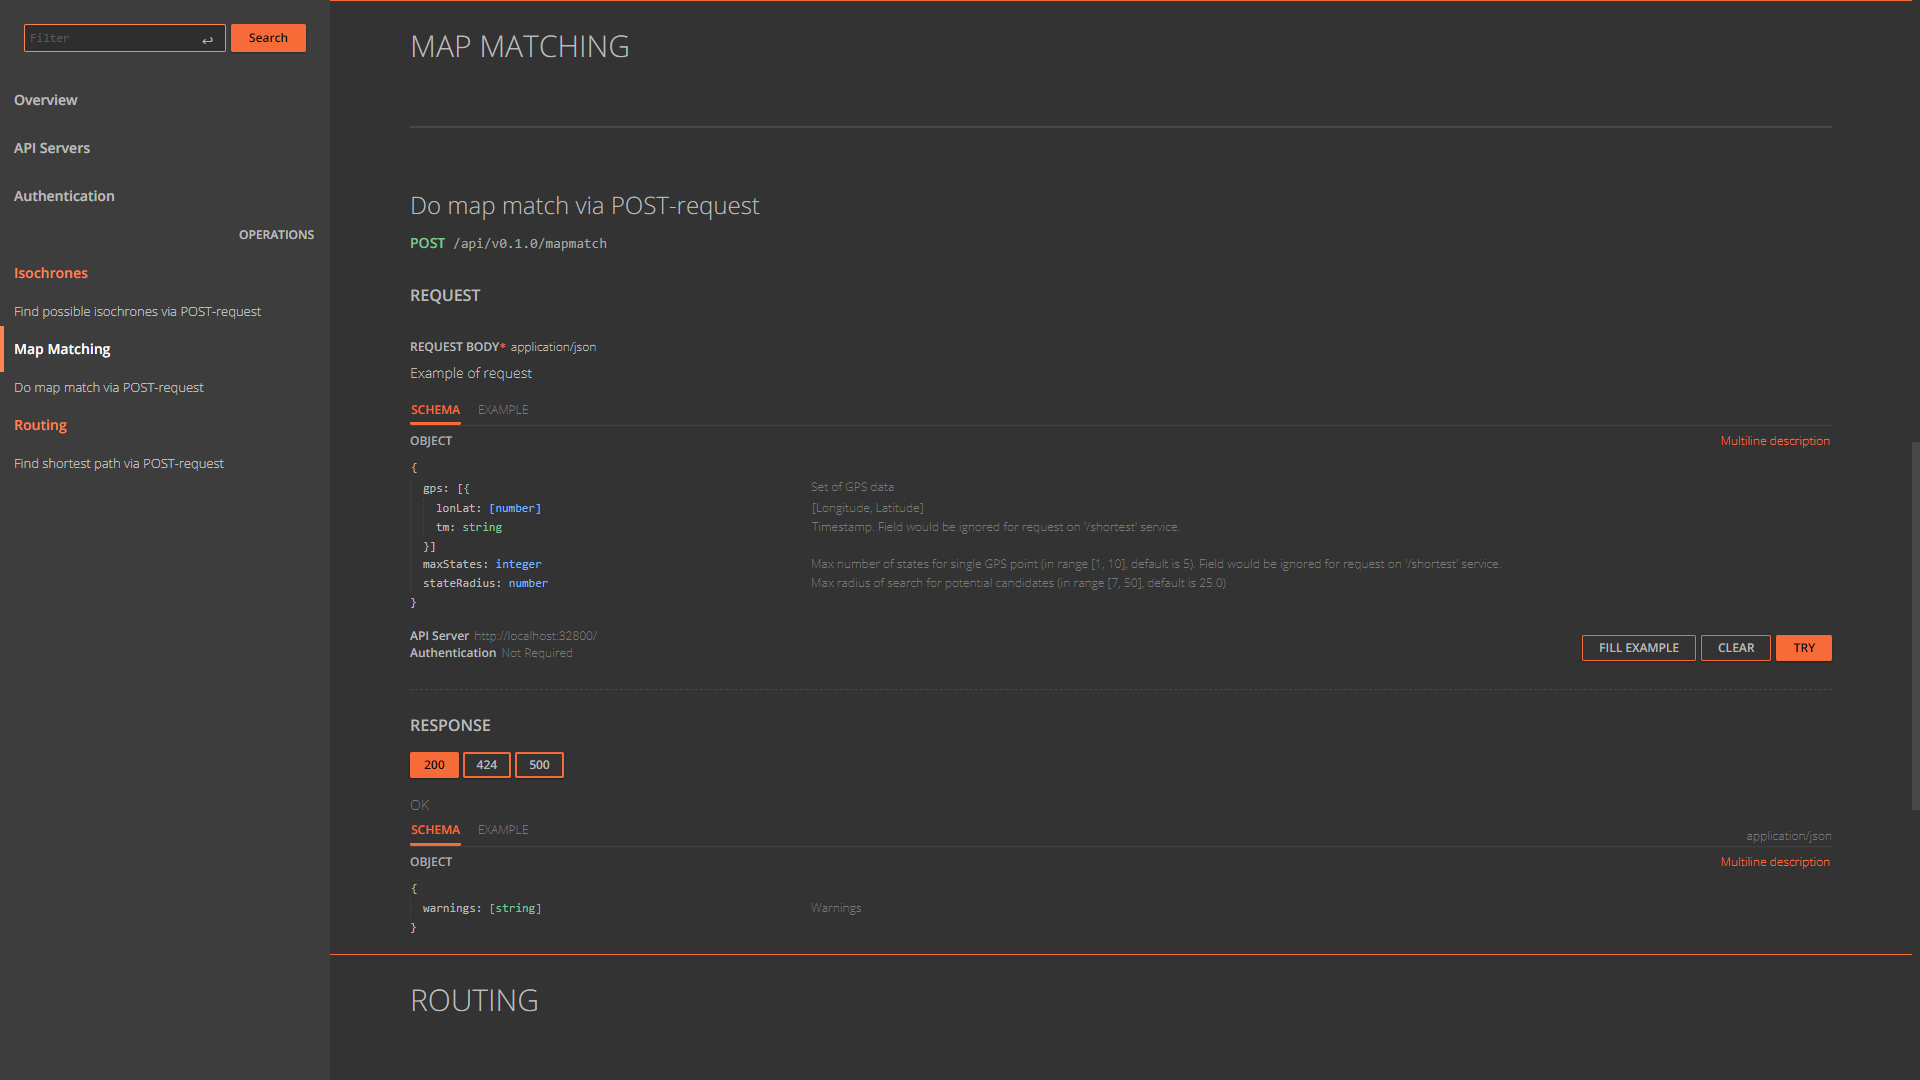 Filter
Search
Overview
API Servers
Authentication
OPERATIONS
Isochrones
Find possible isochrones via POST-request
Map Matching
Do map match via POST-request
Routing
Find shortest path via POST-request
MAP MATCHING
Do map match via POST-request
POST /api/v0.1.0/mapmatch
REQUEST
REQUEST BODY* application/json
Example of request
SCHEMA EXAMPLE
OBJECT Multiline description
{
gps: [{ Set of GPS data
lonLat: [number] [Longitude, Latitude]
tm: string Timestamp. Field would be ignored for request on '/shortest' service.
}]
maxStates: integer Max number of states for single GPS point (in range [1, 10], default is 5). Field would be ignored for request on '/shortest' service.
stateRadius: number Max radius of search for potential candidates (in range [7, 50], default is 25.0)
}
API Server http://localhost:32800/
Authentication Not Required
FILL EXAMPLE CLEAR TRY
RESPONSE
200 424 500
OK
SCHEMA EXAMPLE application/json
OBJECT Multiline description
{
warnings: [string] Warnings
}
ROUTING